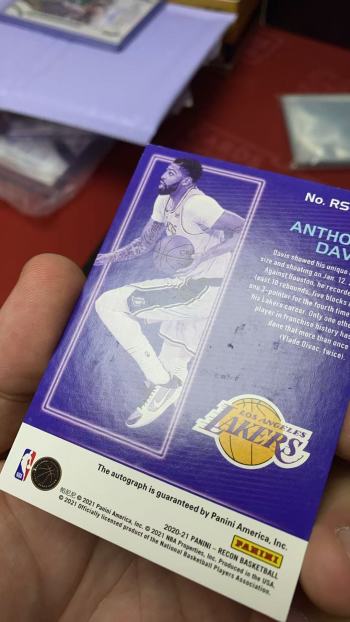 No. RS
ANTHO
DAV
Davis showed his unique
size and shooting on Jan. 12,
Against Houston, he recorde
least 10 rebounds, five blocks
any 3-pointer for the fourth time
his Lakers career. Only one othe
player in franchise history has
done that more than once
(Vlade Divac, twice).
LOS ANGELES
LAKERS
The autograph is guaranteed by Panini America, Inc.
2020-21 PANINI – RECON BASKETBALL
PANINI
© 2021 Panini America, Inc. © 2021 NBA Properties, Inc. Produced in the USA.
© 2021 Officially licensed product of the National Basketball Players Association.